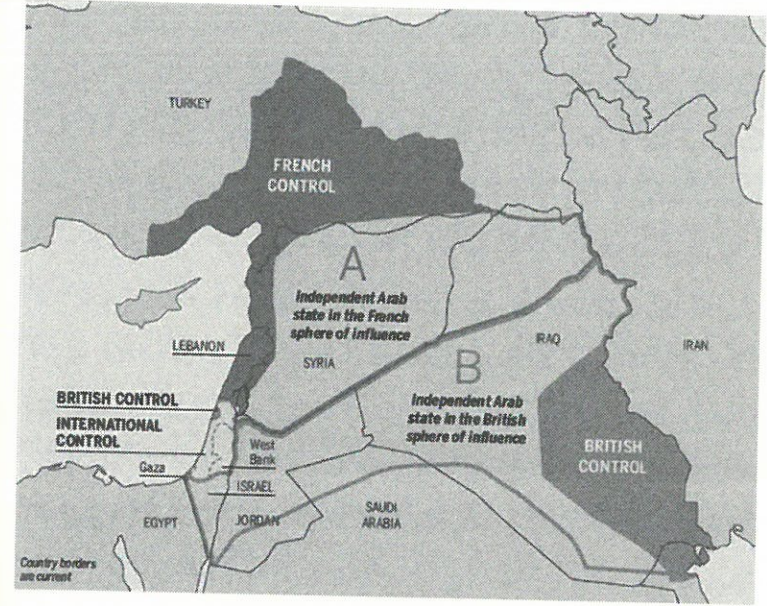 TURKEY
FRENCH
CONTROL
A
Independent Arab
state in the French
sphere of influence
LEBANON
SYRIA
IRAQ
IRAN
B
Independent Arab
state in the British
sphere of influence
BRITISH CONTROL
INTERNATIONAL
CONTROL
BRITISH
CONTROL
West
Bank
Gaza
ISRAEL
EGYPT
JORDAN
SAUDI
ARABIA
Country borders
are current